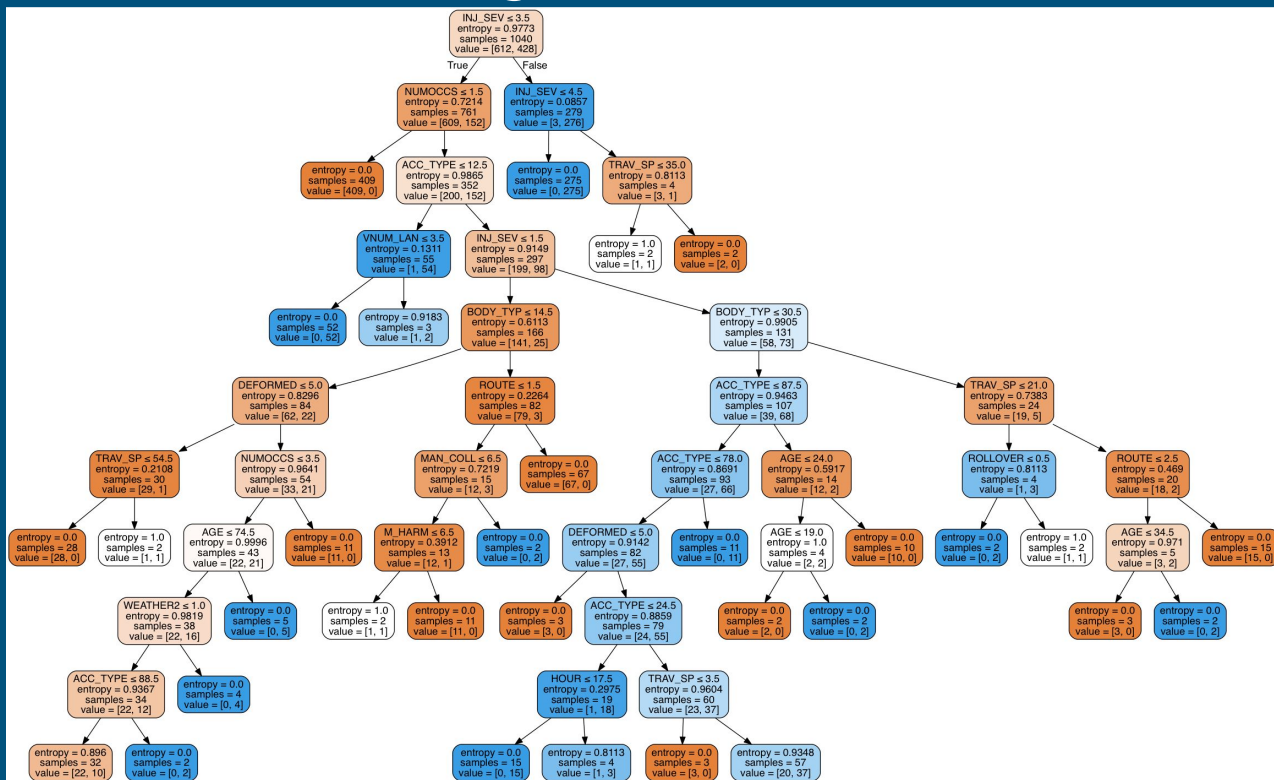 INJ_SEV ≤ 3.5
entropy = 0.9773
samples = 1040
value = [612, 428]
True
False
NUMOCCS ≤ 1.5
entropy = 0.7214
samples = 761
value = [609, 152]
INJ_SEV ≤ 4.5
entropy = 0.0857
samples = 279
value = [3, 276]
entropy = 0.0
samples = 409
value = [409, 0]
ACC_TYPE ≤ 12.5
entropy = 0.9865
samples = 352
value = [200, 152]
entropy = 0.0
samples = 275
value = [0, 275]
TRAV_SP ≤ 35.0
entropy = 0.8113
samples = 4
value = [3, 1]
VNUM_LAN ≤ 3.5
entropy = 0.1311
samples = 55
value = [1, 54]
INJ_SEV ≤ 1.5
entropy = 0.9149
samples = 297
value = [199, 98]
entropy = 1.0
samples = 2
value = [1, 1]
entropy = 0.0
samples = 2
value = [2, 0]
entropy = 0.0
samples = 52
value = [0, 52]
entropy = 0.9183
samples = 3
value = [1, 2]
BODY_TYP ≤ 14.5
entropy = 0.6113
samples = 166
value = [141, 25]
BODY_TYP ≤ 30.5
entropy = 0.9905
samples = 131
value = [58, 73]
DEFORMED ≤ 5.0
entropy = 0.8296
samples = 84
value = [62, 22]
ROUTE ≤ 1.5
entropy = 0.2264
samples = 82
value = [79, 3]
ACC_TYPE ≤ 87.5
entropy = 0.9463
samples = 107
value = [39, 68]
TRAV_SP ≤ 21.0
entropy = 0.7383
samples = 24
value = [19, 5]
TRAV_SP ≤ 54.5
entropy = 0.2108
samples = 30
value = [29, 1]
NUMOCCS ≤ 3.5
entropy = 0.9641
samples = 54
value = [33, 21]
MAN_COLL ≤ 6.5
entropy = 0.7219
samples = 15
value = [12, 3]
entropy = 0.0
samples = 67
value = [67, 0]
ACC_TYPE ≤ 78.0
entropy = 0.8691
samples = 93
value = [27, 66]
AGE ≤ 24.0
entropy = 0.5917
samples = 14
value = [12, 2]
ROLLOVER ≤ 0.5
entropy = 0.8113
samples = 4
value = [1, 3]
ROUTE ≤ 2.5
entropy = 0.469
samples = 20
value = [18, 2]
entropy = 0.0
samples = 28
value = [28, 0]
entropy = 1.0
samples = 2
value = [1, 1]
AGE ≤ 74.5
entropy = 0.9996
samples = 43
value = [22, 21]
entropy = 0.0
samples = 11
value = [11, 0]
M_HARM ≤ 6.5
entropy = 0.3912
samples = 13
value = [12, 1]
entropy = 0.0
samples = 2
value = [0, 2]
DEFORMED ≤ 5.0
entropy = 0.9142
samples = 82
value = [27, 55]
entropy = 0.0
samples = 11
value = [0, 11]
AGE ≤ 19.0
entropy = 1.0
samples = 4
value = [2, 2]
entropy = 0.0
samples = 10
value = [10, 0]
entropy = 0.0
samples = 2
value = [0, 2]
entropy = 1.0
samples = 2
value = [1, 1]
AGE ≤ 34.5
entropy = 0.971
samples = 5
value = [3, 2]
entropy = 0.0
samples = 15
value = [15, 0]
WEATHER2 ≤ 1.0
entropy = 0.9819
samples = 38
value = [22, 16]
entropy = 0.0
samples = 5
value = [0, 5]
entropy = 1.0
samples = 2
value = [1, 1]
entropy = 0.0
samples = 11
value = [11, 0]
entropy = 0.0
samples = 3
value = [3, 0]
ACC_TYPE ≤ 24.5
entropy = 0.8859
samples = 79
value = [24, 55]
entropy = 0.0
samples = 2
value = [2, 0]
entropy = 0.0
samples = 2
value = [0, 2]
entropy = 0.0
samples = 3
value = [3, 0]
entropy = 0.0
samples = 2
value = [0, 2]
ACC_TYPE ≤ 88.5
entropy = 0.9367
samples = 34
value = [22, 12]
entropy = 0.0
samples = 4
value = [0, 4]
HOUR ≤ 17.5
entropy = 0.2975
samples = 19
value = [1, 18]
TRAV_SP ≤ 3.5
entropy = 0.9604
samples = 60
value = [23, 37]
entropy = 0.896
samples = 32
value = [22, 10]
entropy = 0.0
samples = 2
value = [0, 2]
entropy = 0.0
samples = 15
value = [0, 15]
entropy = 0.8113
samples = 4
value = [1, 3]
entropy = 0.0
samples = 3
value = [3, 0]
entropy = 0.9348
samples = 57
value = [20, 37]